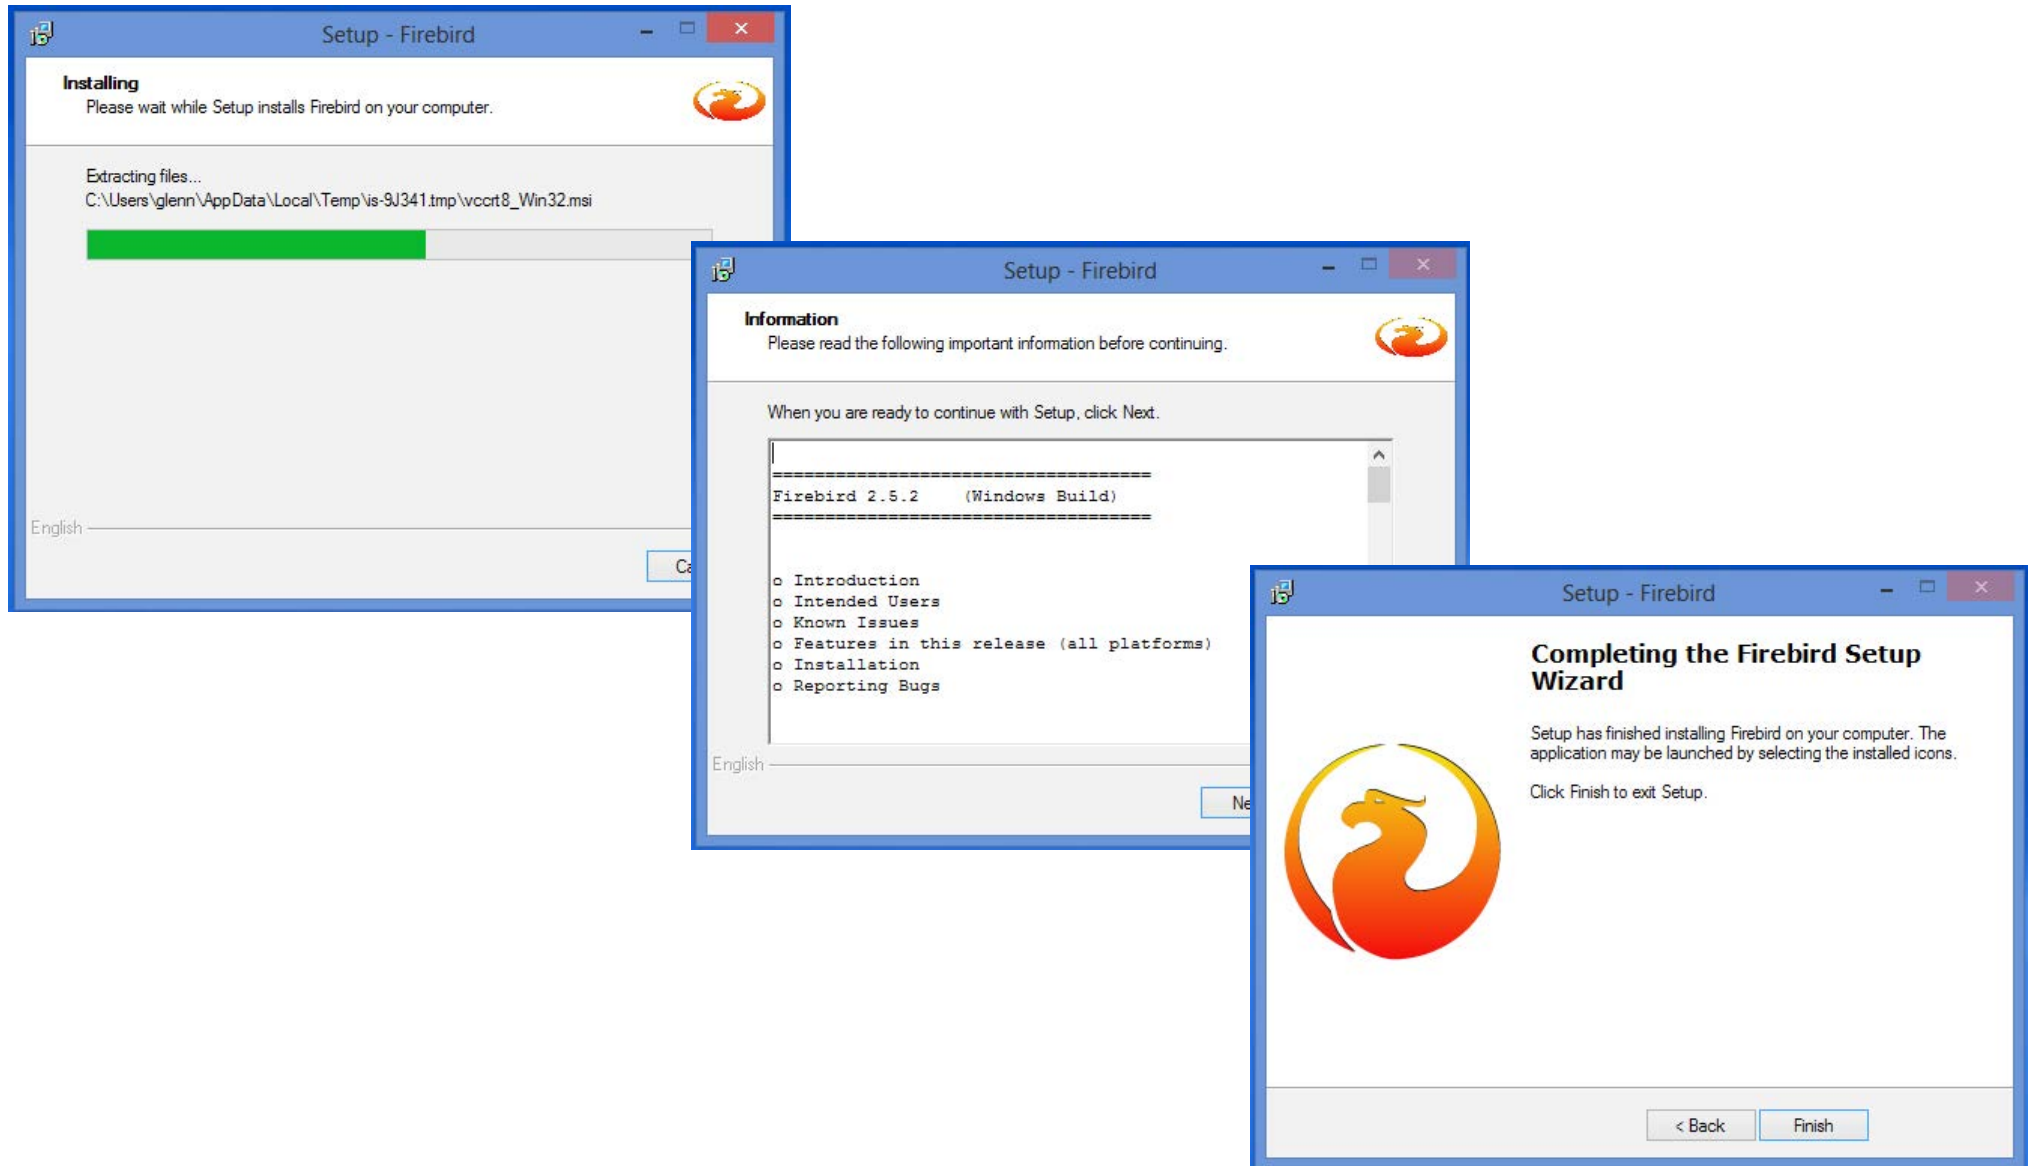 Setup - Firebird
Installing
Please wait while Setup installs Firebird on your computer.
Extracting files...
C:\Users\glenn\AppData\Local\Temp\is-9J341.tmp\vccrt8_Win32.msi
English
Setup - Firebird
Information
Please read the following important information before continuing.
When you are ready to continue with Setup, click Next.
====================================
Firebird 2.5.2    (Windows Build)
====================================
o Introduction
o Intended Users
o Known Issues
o Features in this release (all platforms)
o Installation
o Reporting Bugs
English
Setup - Firebird
Completing the Firebird Setup
Wizard
Setup has finished installing Firebird on your computer. The
application may be launched by selecting the installed icons.
Click Finish to exit Setup.
< Back
Finish